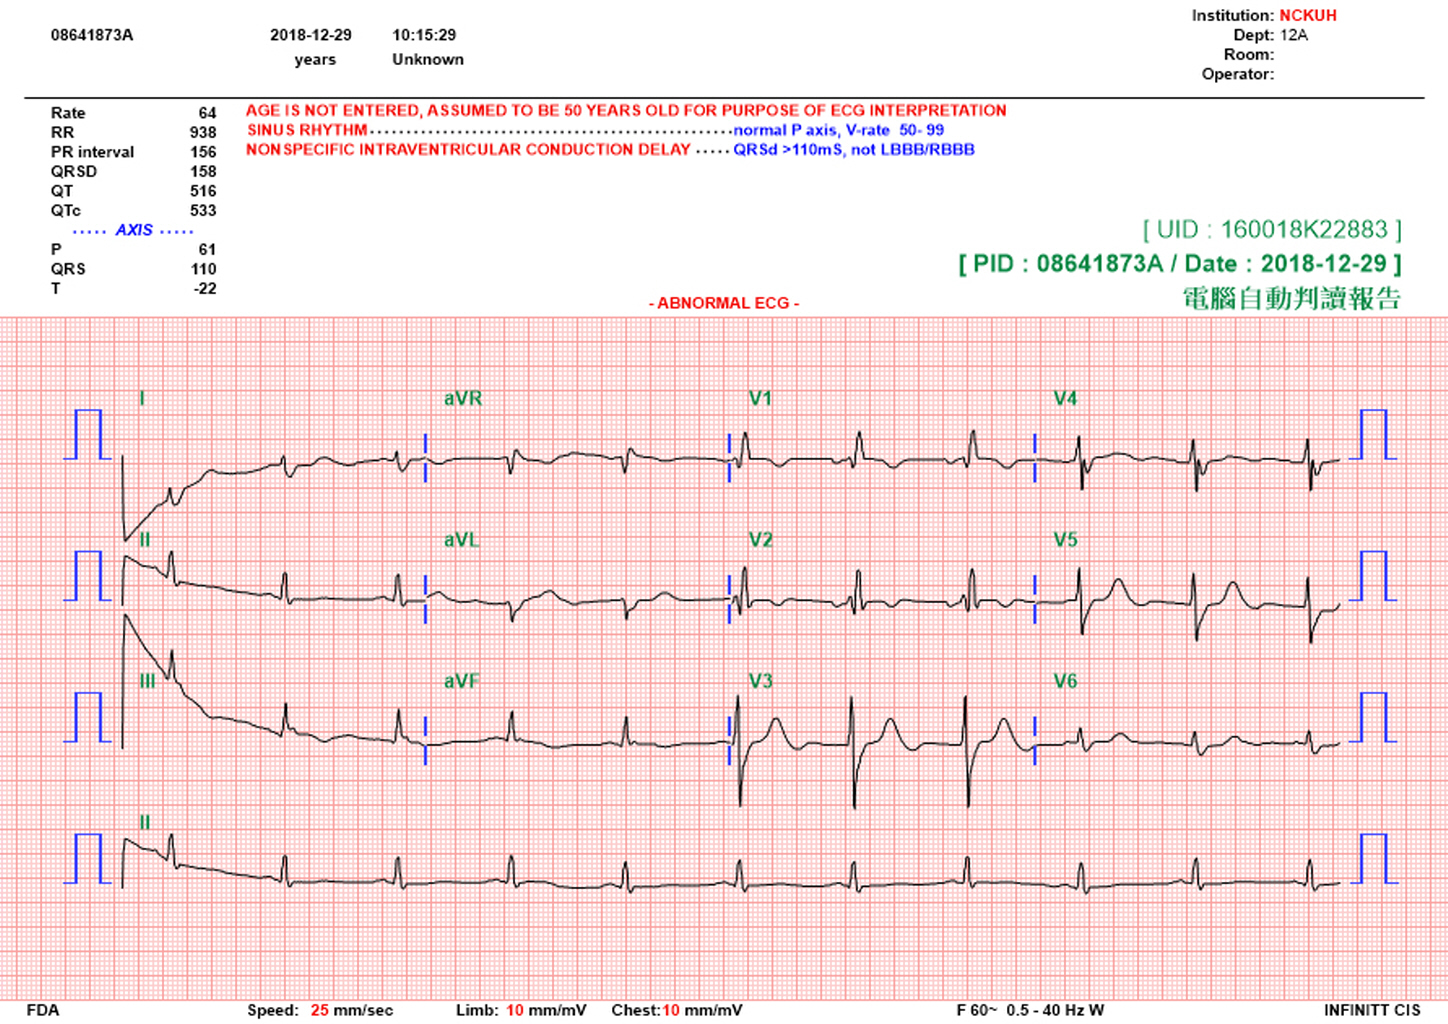 Institution: NCKUH
08641873A 2018-12-29 10:15:29 Dept: 12A
years Unknown Room:
Operator:
Rate 64 AGE IS NOT ENTERED, ASSUMED TO BE 50 YEARS OLD FOR PURPOSE OF ECG INTERPRETATION
RR 938 SINUS RHYTHM..................................................normal P axis, V-rate 50- 99
PR interval 156 NONSPECIFIC INTRAVENTRICULAR CONDUCTION DELAY .....QRSd >110mS, not LBBB/RBBB
QRSD 158
QT 516
QTc 533
..... AXIS .....
P 61
QRS 110
T -22
[ UID : 160018K22883 ]
[ PID : 08641873A / Date : 2018-12-29 ]
電腦自動判讀報告
- ABNORMAL ECG -
I aVR V1 V4
II aVL V2 V5
III aVF V3 V6
II
FDA Speed: 25 mm/sec Limb: 10 mm/mV Chest:10 mm/mV F 60~ 0.5 - 40 Hz W INFINITT CIS